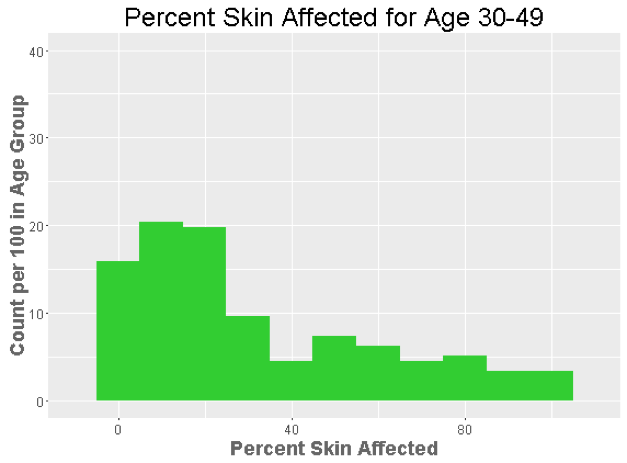 Percent Skin Affected for Age 30-49
Count per 100 in Age Group
40
30
20
10
0
0 40 80
Percent Skin Affected